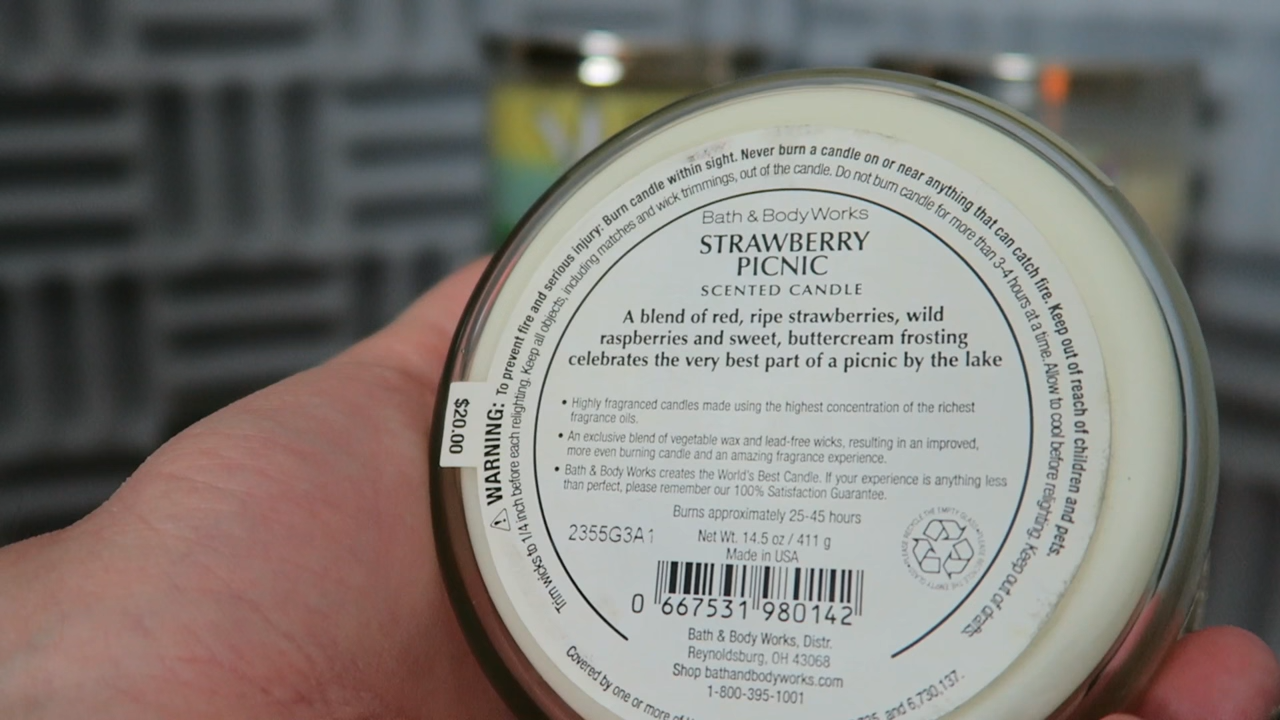 ⚠ WARNING: To prevent fire and serious injury: Burn candle within sight. Never burn a candle on or near anything that can catch fire. Keep out of reach of children and pets.
Trim wicks to 1/4 inch before each relighting. Keep all objects, including matches and wick trimmings, out of the candle. Do not burn candle for more than 3-4 hours at a time. Allow to cool before relighting. Keep out of drafts.
$20.00
Bath & Body Works
STRAWBERRY
PICNIC
SCENTED CANDLE
A blend of red, ripe strawberries, wild
raspberries and sweet, buttercream frosting
celebrates the very best part of a picnic by the lake
• Highly fragranced candles made using the highest concentration of the richest
fragrance oils.
• An exclusive blend of vegetable wax and lead-free wicks, resulting in an improved,
more even burning candle and an amazing fragrance experience.
• Bath & Body Works creates the World's Best Candle. If your experience is anything less
than perfect, please remember our 100% Satisfaction Guarantee.
Burns approximately 25-45 hours
2355G3A1
Net Wt. 14.5 oz / 411 g
Made in USA
PLEASE RECYCLE THE EMPTY GLASS • PLEASE RECYCLE THE EMPTY GLASS
0 667531 980142
Bath & Body Works, Distr.
Reynoldsburg, OH 43068
Shop bathandbodyworks.com
1-800-395-1001
Covered by one or more of
and 6,730,137.